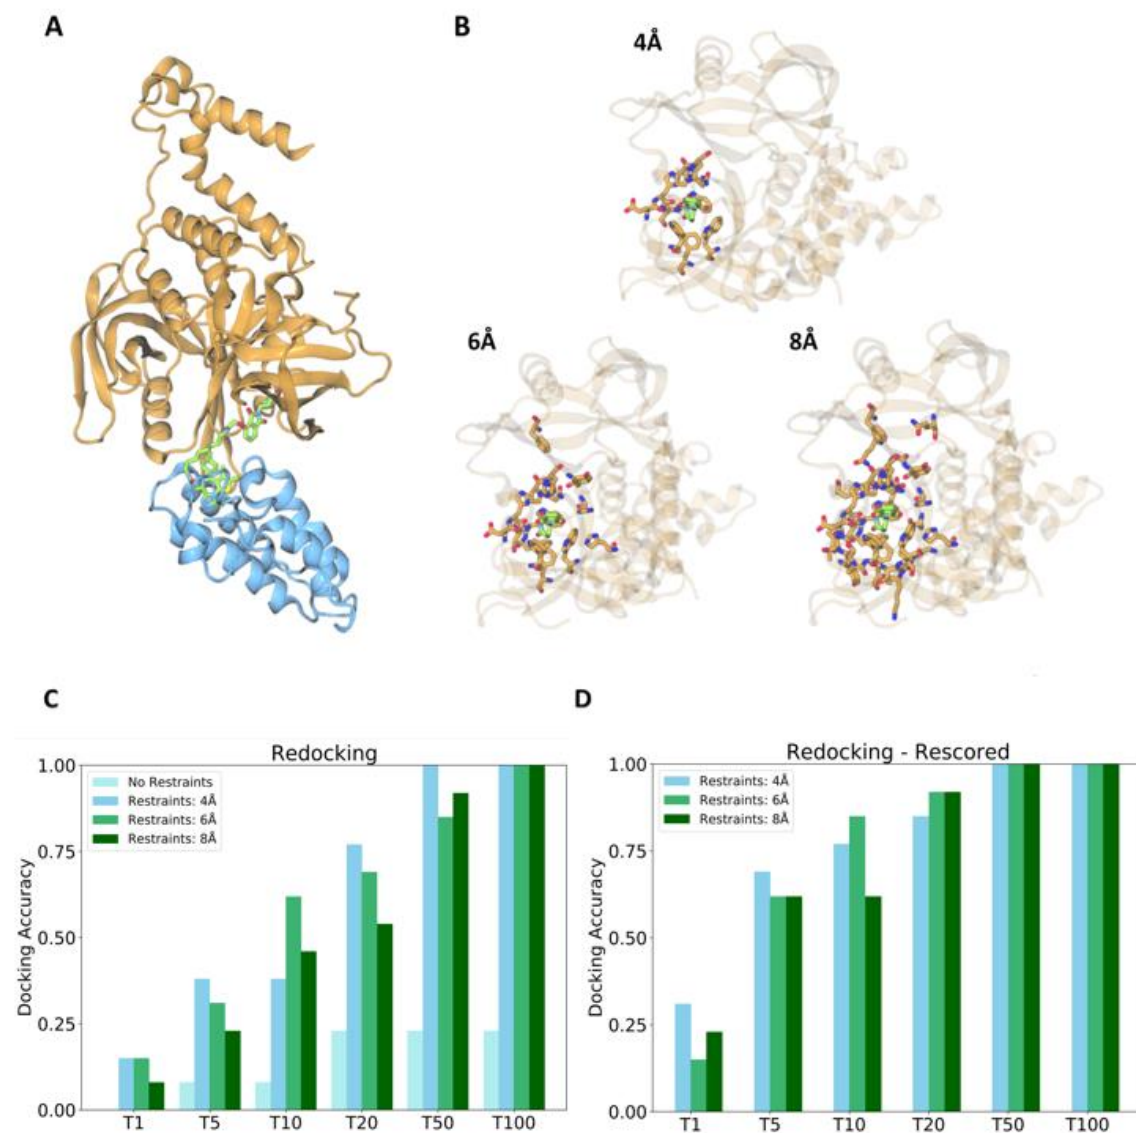 A
B
4Å
6Å
8Å
C
D
Redocking
Docking Accuracy
1.00
0.75
0.50
0.25
0.00
No Restraints
Restraints: 4Å
Restraints: 6Å
Restraints: 8Å
T1 T5 T10 T20 T50 T100
Redocking - Rescored
Docking Accuracy
1.00
0.75
0.50
0.25
0.00
Restraints: 4Å
Restraints: 6Å
Restraints: 8Å
T1 T5 T10 T20 T50 T100